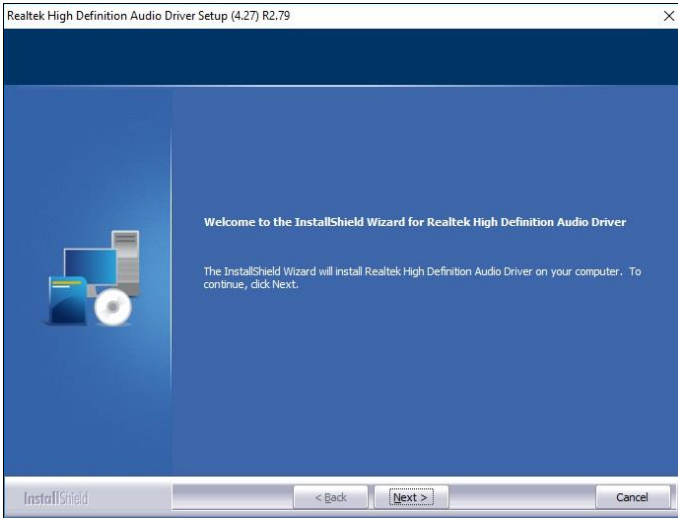 Realtek High Definition Audio Driver Setup (4.27) R2.79
Welcome to the InstallShield Wizard for Realtek High Definition Audio Driver
The InstallShield Wizard will install Realtek High Definition Audio Driver on your computer. To
continue, click Next.
InstallShield
< Back
Next >
Cancel